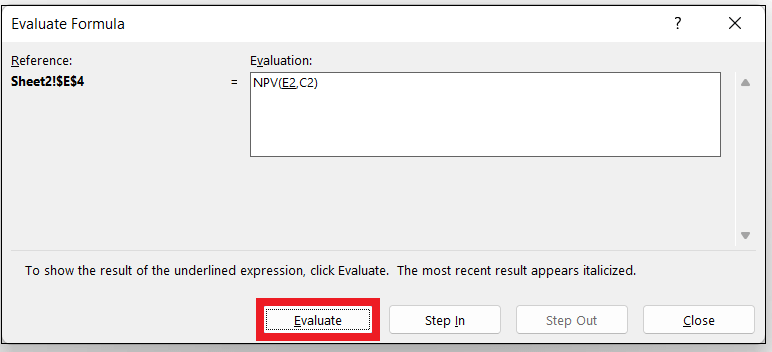 Evaluate Formula ? ×
Reference: Evaluation:
Sheet2!$E$4 = NPV(E2,C2)
To show the result of the underlined expression, click Evaluate.  The most recent result appears italicized.
Evaluate Step In Step Out Close